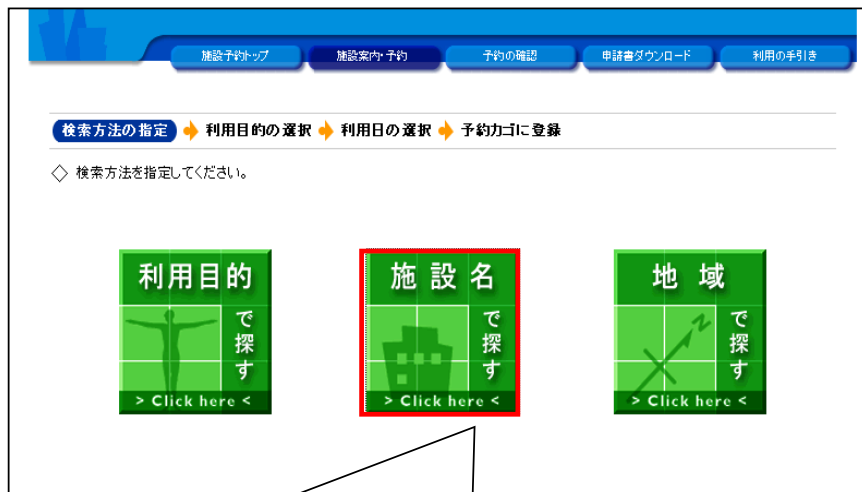 施設予約トップ 施設案内・予約 予約の確認 申請書ダウンロード 利用の手引き
検索方法の指定 利用目的の選択 利用日の選択 予約カゴに登録
◇ 検索方法を指定してください。
利用目的
で探す
> Click here <
施設名
で探す
> Click here <
地域
で探す
> Click here <